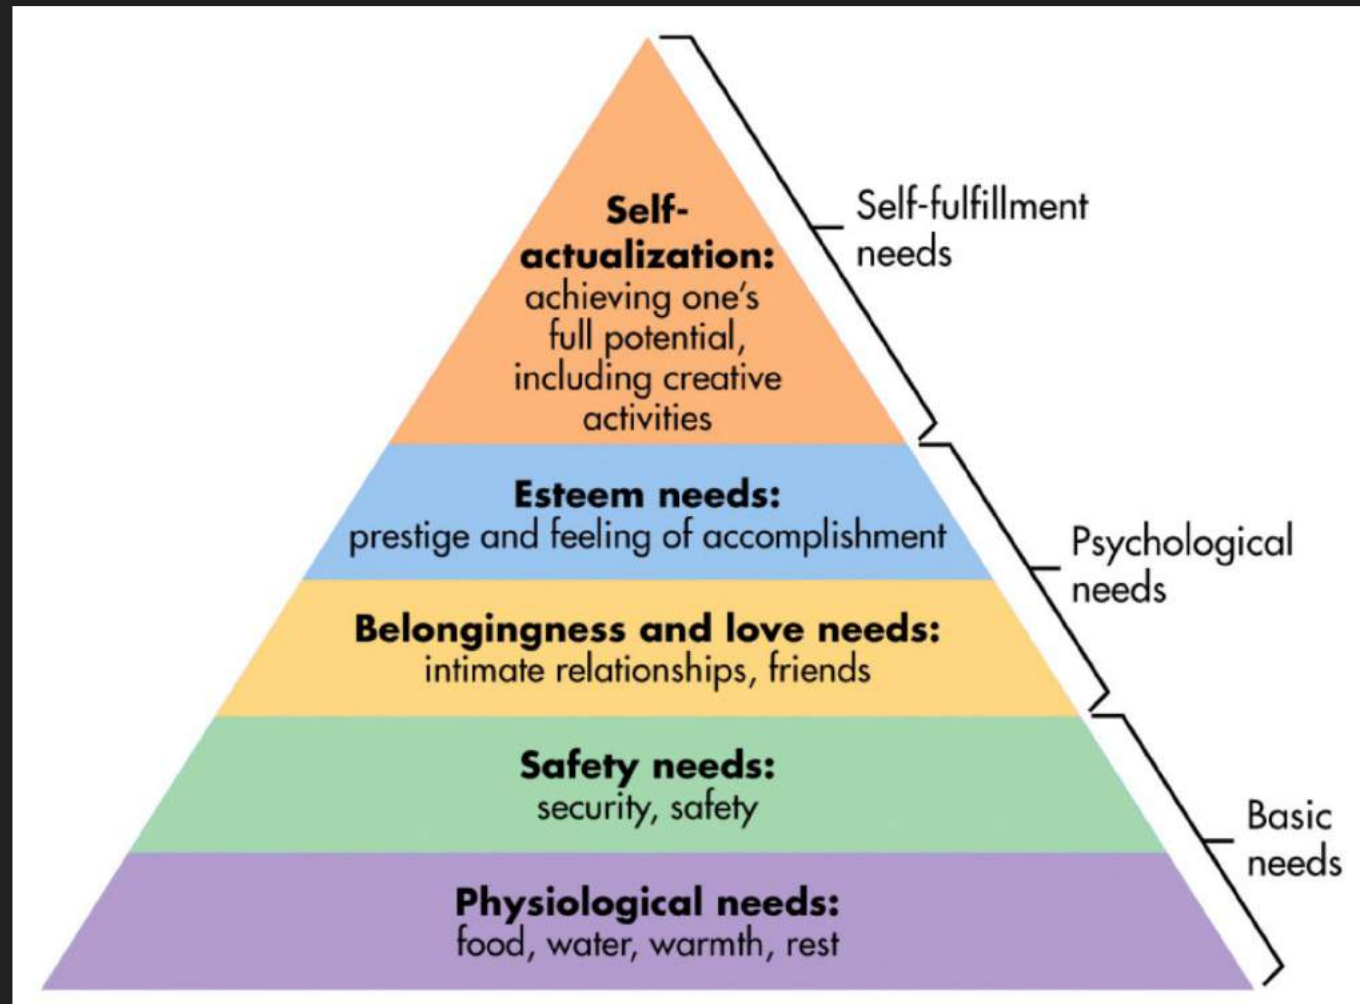 Self-
actualization:
achieving one's
full potential,
including creative
activities
Self-fulfillment
needs
Esteem needs:
prestige and feeling of accomplishment
Psychological
needs
Belongingness and love needs:
intimate relationships, friends
Safety needs:
security, safety
Basic
needs
Physiological needs:
food, water, warmth, rest